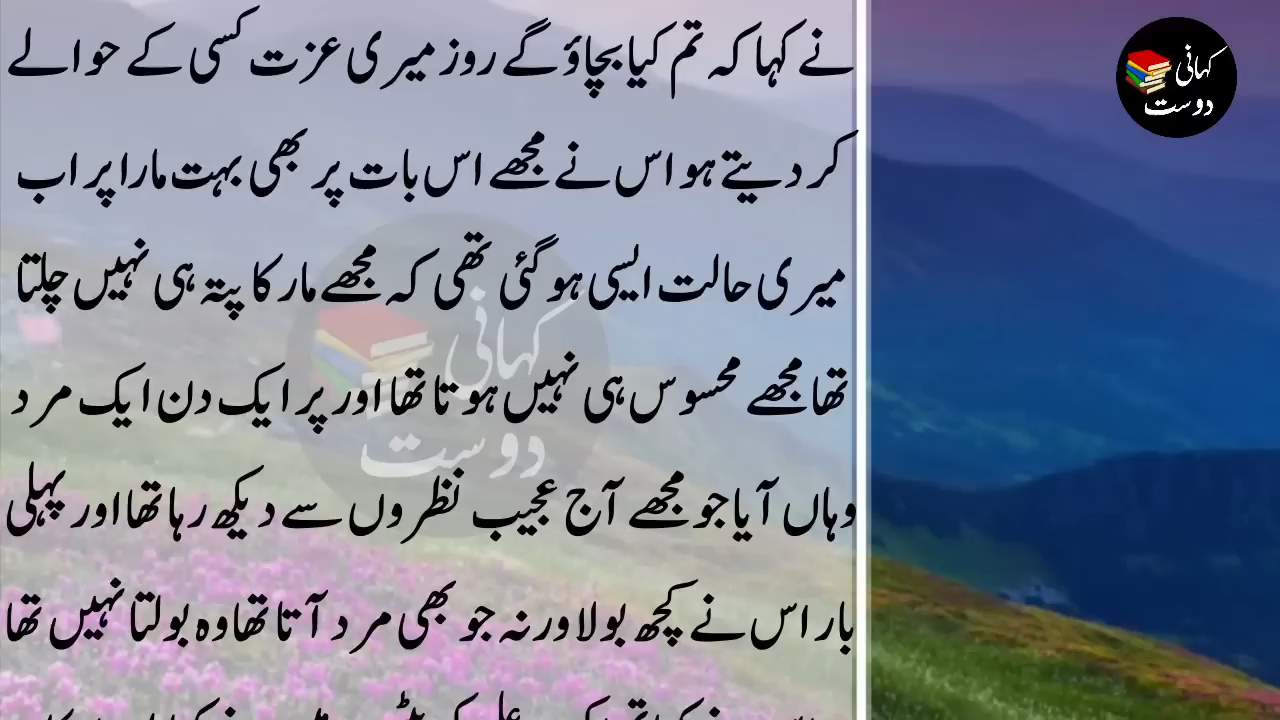 نے کہا کہ تم کیا بچاؤ گے روز میری عزت کسی کے حوالے
کر دیتے ہو اس نے مجھے اس بات پر بھی بہت مارا پر اب
میری حالت ایسی ہو گئی تھی کہ مجھے مار کا پتہ ہی نہیں چلتا
تھا مجھے محسوس ہی نہیں ہوتا تھا اور پر ایک دن ایک مرد
وہاں آیا جو مجھے آج عجیب نظروں سے دیکھ رہا تھا اور پہلی
بار اس نے کچھ بولا ورنہ جو بھی مرد آتا تھا وہ بولتا نہیں تھا
کہانی
دوست
کہانی
دوست